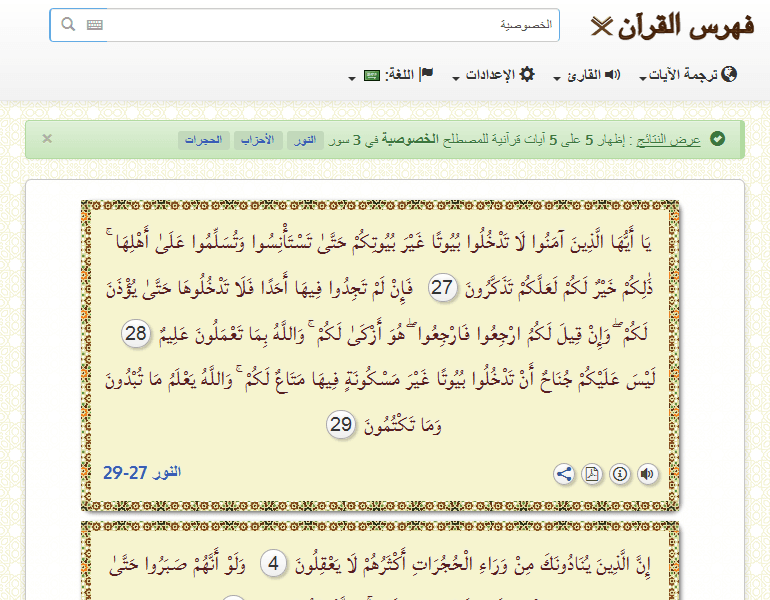 فهرس القرآن
الخصوصية
ترجمة الآيات القارئ الإعدادات اللغة:
عرض النتائج : إظهار 5 على 5 آيات قرآنية للمصطلح الخصوصية في 3 سور النور الأحزاب الحجرات ×
يَا أَيُّهَا الَّذِينَ آمَنُوا لَا تَدْخُلُوا بُيُوتًا غَيْرَ بُيُوتِكُمْ حَتَّىٰ تَسْتَأْنِسُوا وَتُسَلِّمُوا عَلَىٰ أَهْلِهَا ۚ
ذَٰلِكُمْ خَيْرٌ لَكُمْ لَعَلَّكُمْ تَذَكَّرُونَ 27 فَإِنْ لَمْ تَجِدُوا فِيهَا أَحَدًا فَلَا تَدْخُلُوهَا حَتَّىٰ يُؤْذَنَ
لَكُمْ ۖ وَإِنْ قِيلَ لَكُمُ ارْجِعُوا فَارْجِعُوا ۖ هُوَ أَزْكَىٰ لَكُمْ ۚ وَاللَّهُ بِمَا تَعْمَلُونَ عَلِيمٌ 28
لَيْسَ عَلَيْكُمْ جُنَاحٌ أَنْ تَدْخُلُوا بُيُوتًا غَيْرَ مَسْكُونَةٍ فِيهَا مَتَاعٌ لَكُمْ ۚ وَاللَّهُ يَعْلَمُ مَا تُبْدُونَ
وَمَا تَكْتُمُونَ 29
النور 27-29
إِنَّ الَّذِينَ يُنَادُونَكَ مِنْ وَرَاءِ الْحُجُرَاتِ أَكْثَرُهُمْ لَا يَعْقِلُونَ 4 وَلَوْ أَنَّهُمْ صَبَرُوا حَتَّىٰ